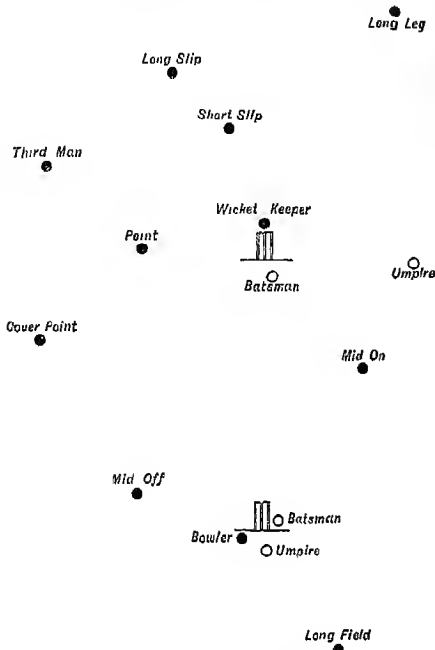 Long Leg
Long Slip
Short Slip
Third Man
Wicket Keeper
Point
Umpire
Batsman
Cover Point
Mid On
Mid Off
Batsman
Bowler
Umpire
Long Field